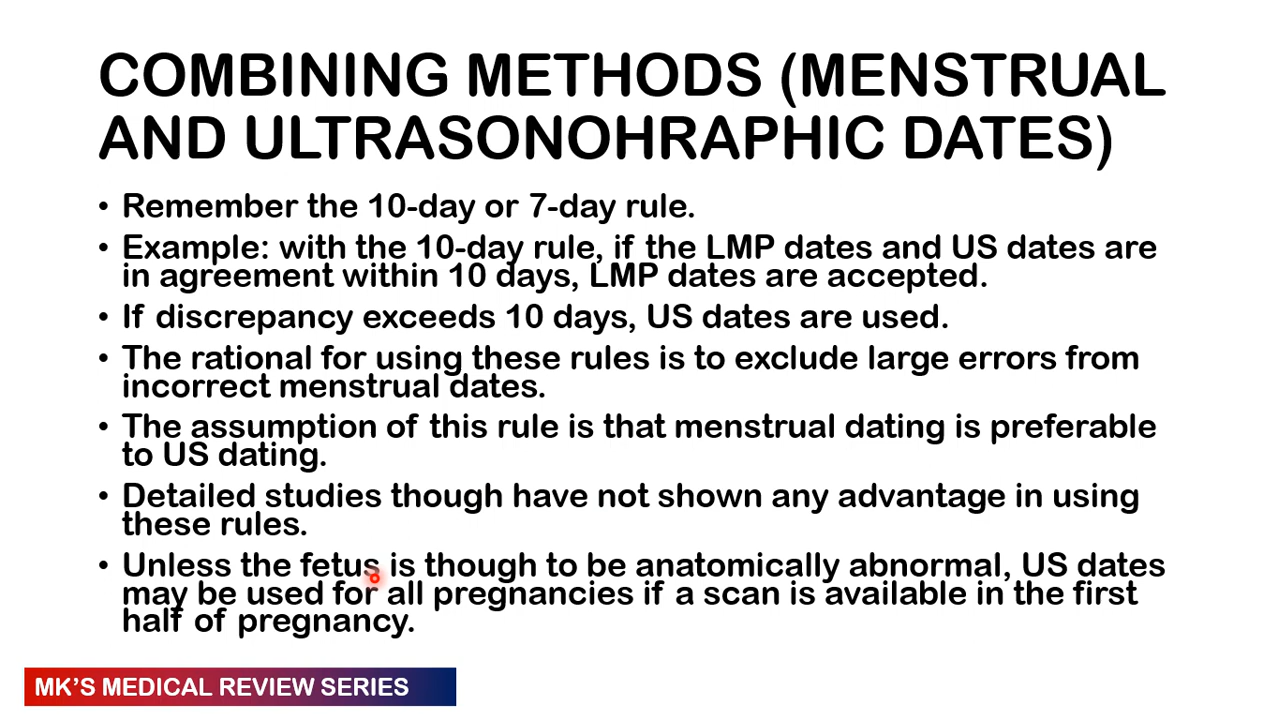 COMBINING METHODS (MENSTRUAL
AND ULTRASONOHRAPHIC DATES)
• Remember the 10-day or 7-day rule.
• Example: with the 10-day rule, if the LMP dates and US dates are
in agreement within 10 days, LMP dates are accepted.
• If discrepancy exceeds 10 days, US dates are used.
• The rational for using these rules is to exclude large errors from
incorrect menstrual dates.
• The assumption of this rule is that menstrual dating is preferable
to US dating.
• Detailed studies though have not shown any advantage in using
these rules.
• Unless the fetus is though to be anatomically abnormal, US dates
may be used for all pregnancies if a scan is available in the first
half of pregnancy.
MK’S MEDICAL REVIEW SERIES